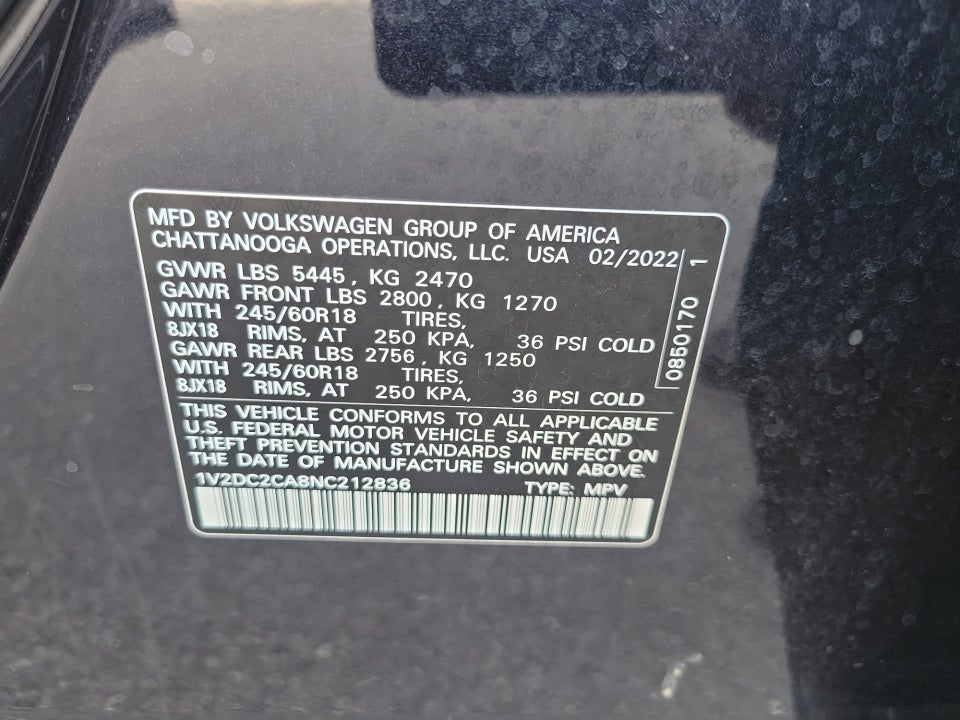 MFD BY VOLKSWAGEN GROUP OF AMERICA
CHATTANOOGA OPERATIONS, LLC. USA 02/2022
GVWR LBS 5445, KG 2470
GAWR FRONT LBS 2800, KG 1270
WITH 245/60R18 TIRES,
8JX18 RIMS, AT 250 KPA, 36 PSI COLD
GAWR REAR LBS 2756, KG 1250
WITH 245/60R18 TIRES,
8JX18 RIMS, AT 250 KPA, 36 PSI COLD
0850170 1
THIS VEHICLE CONFORMS TO ALL APPLICABLE
U.S. FEDERAL MOTOR VEHICLE SAFETY AND
THEFT PREVENTION STANDARDS IN EFFECT ON
THE DATE OF MANUFACTURE SHOWN ABOVE.
1V2DC2CA8NC212836 TYPE: MPV